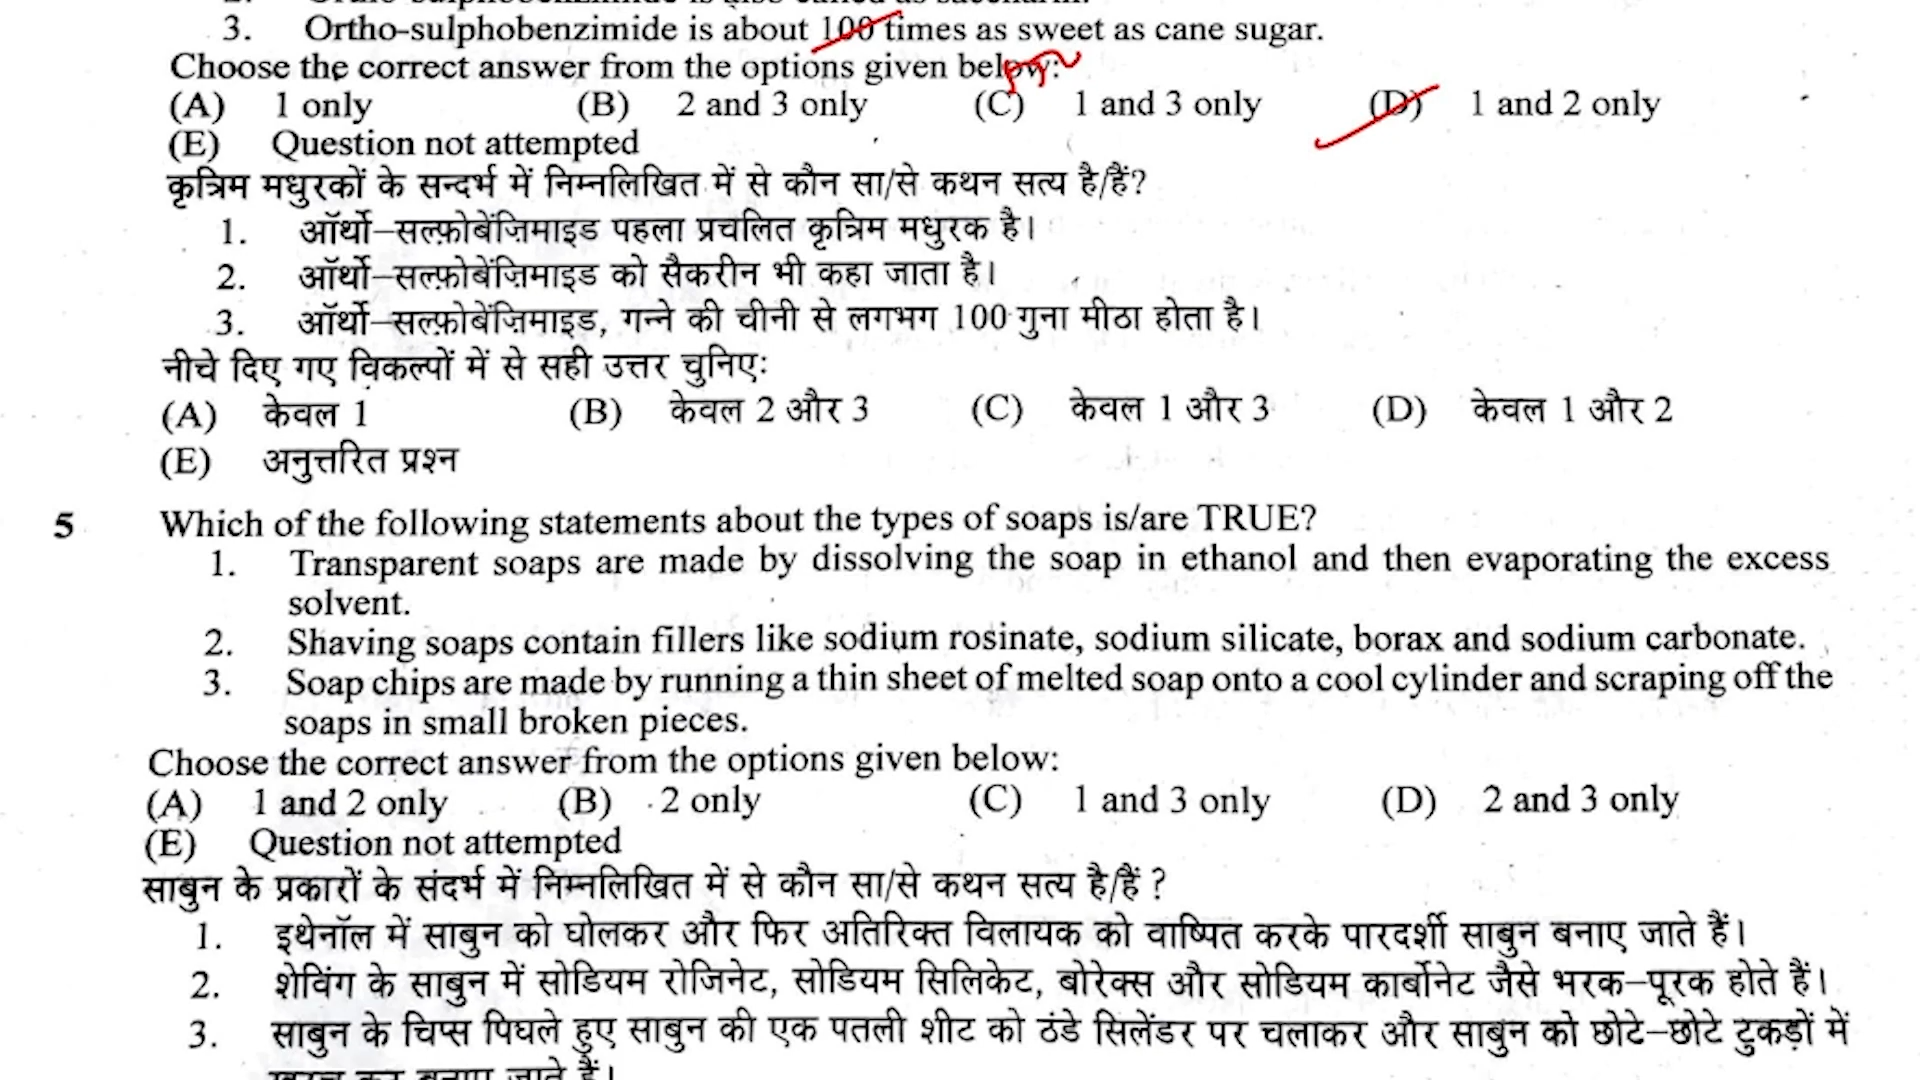 3. Ortho-sulphobenzimide is about 100 times as sweet as cane sugar.
Choose the correct answer from the options given below:
(A) 1 only (B) 2 and 3 only (C) 1 and 3 only (D) 1 and 2 only
(E) Question not attempted
कृत्रिम मधुरकों के सन्दर्भ में निम्नलिखित में से कौन सा/से कथन सत्य है/हैं?
1. ऑर्थो–सल्फ़ोबेंज़िमाइड पहला प्रचलित कृत्रिम मधुरक है।
2. ऑर्थो–सल्फ़ोबेंज़िमाइड को सैकरीन भी कहा जाता है।
3. ऑर्थो–सल्फ़ोबेंज़िमाइड, गन्ने की चीनी से लगभग 100 गुना मीठा होता है।
नीचे दिए गए विकल्पों में से सही उत्तर चुनिए:
(A) केवल 1 (B) केवल 2 और 3 (C) केवल 1 और 3 (D) केवल 1 और 2
(E) अनुत्तरित प्रश्न
5 Which of the following statements about the types of soaps is/are TRUE?
1. Transparent soaps are made by dissolving the soap in ethanol and then evaporating the excess
solvent.
2. Shaving soaps contain fillers like sodium rosinate, sodium silicate, borax and sodium carbonate.
3. Soap chips are made by running a thin sheet of melted soap onto a cool cylinder and scraping off the
soaps in small broken pieces.
Choose the correct answer from the options given below:
(A) 1 and 2 only (B) 2 only (C) 1 and 3 only (D) 2 and 3 only
(E) Question not attempted
साबुन के प्रकारों के संदर्भ में निम्नलिखित में से कौन सा/से कथन सत्य है/हैं ?
1. इथेनॉल में साबुन को घोलकर और फिर अतिरिक्त विलायक को वाष्पित करके पारदर्शी साबुन बनाए जाते हैं।
2. शेविंग के साबुन में सोडियम रोजिनेट, सोडियम सिलिकेट, बोरेक्स और सोडियम कार्बोनेट जैसे भरक–पूरक होते हैं।
3. साबुन के चिप्स पिघले हुए साबुन की एक पतली शीट को ठंडे सिलेंडर पर चलाकर और साबुन को छोटे–छोटे टुकड़ों में